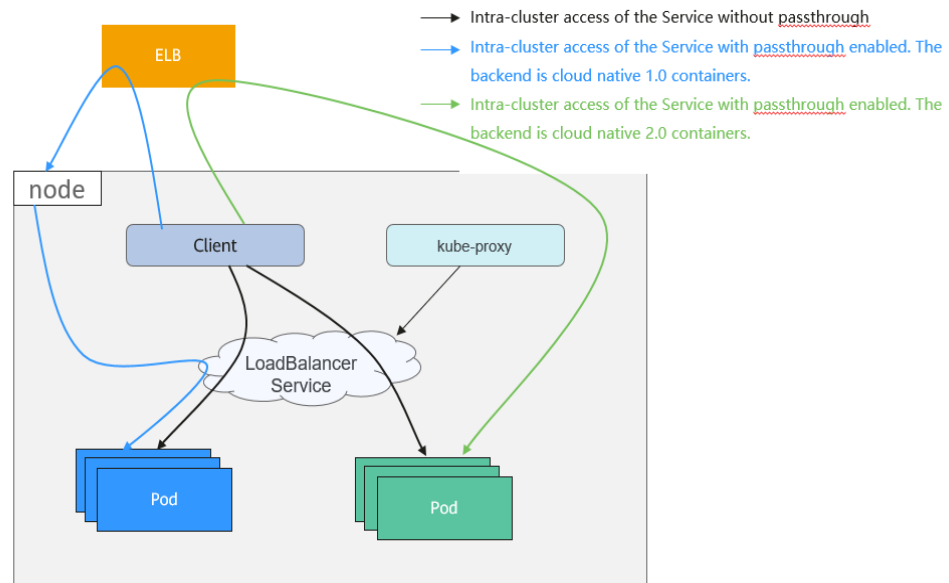 Intra-cluster access of the Service without passthrough
Intra-cluster access of the Service with passthrough enabled. The
backend is cloud native 1.0 containers.
Intra-cluster access of the Service with passthrough enabled. The
backend is cloud native 2.0 containers.
ELB
node
Client
kube-proxy
LoadBalancer
Service
Pod
Pod